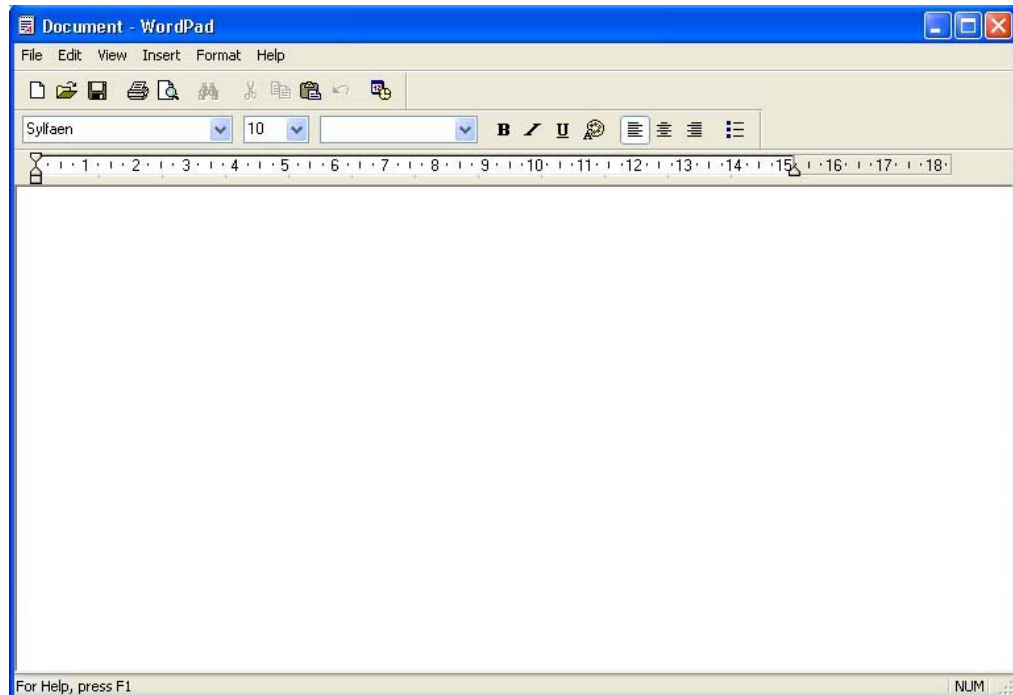 Document - WordPad
File Edit View Insert Format Help
Sylfaen 10 B I U
1 2 3 4 5 6 7 8 9 10 11 12 13 14 15 16 17 18
For Help, press F1 NUM